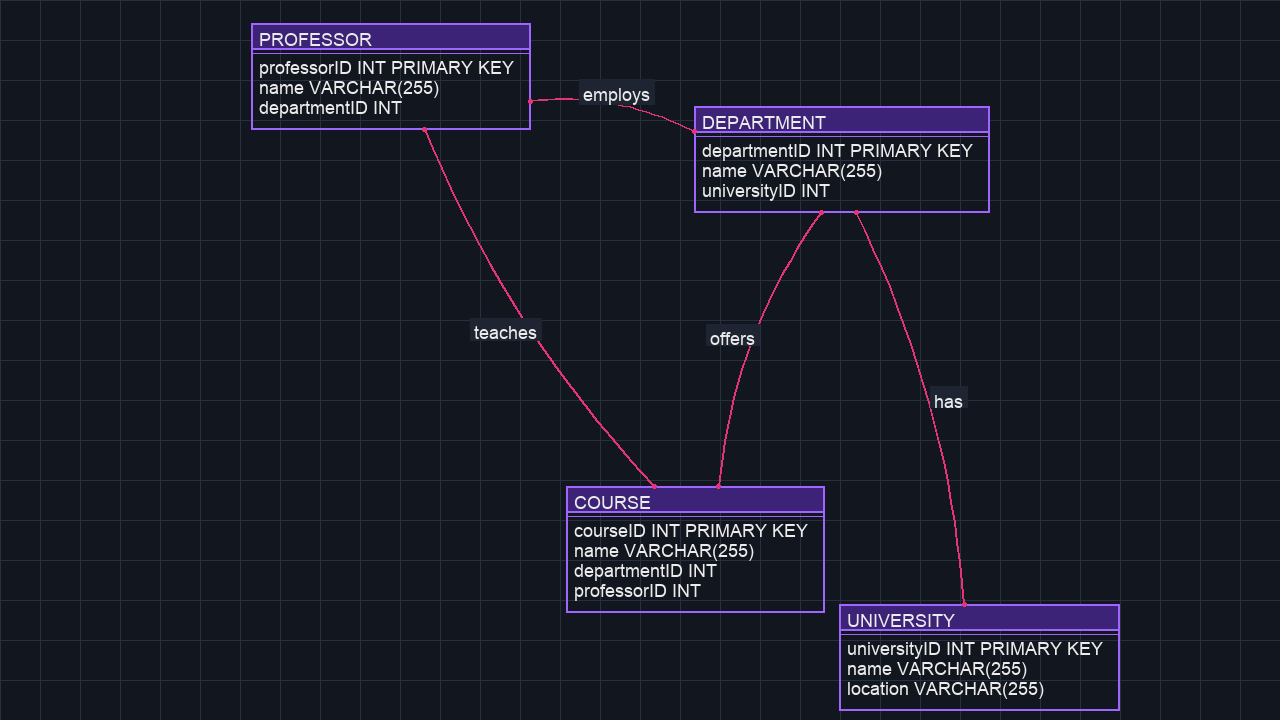 PROFESSOR
professorID INT PRIMARY KEY
name VARCHAR(255)
departmentID INT
employs
DEPARTMENT
departmentID INT PRIMARY KEY
name VARCHAR(255)
universityID INT
teaches
offers
has
COURSE
courseID INT PRIMARY KEY
name VARCHAR(255)
departmentID INT
professorID INT
UNIVERSITY
universityID INT PRIMARY KEY
name VARCHAR(255)
location VARCHAR(255)